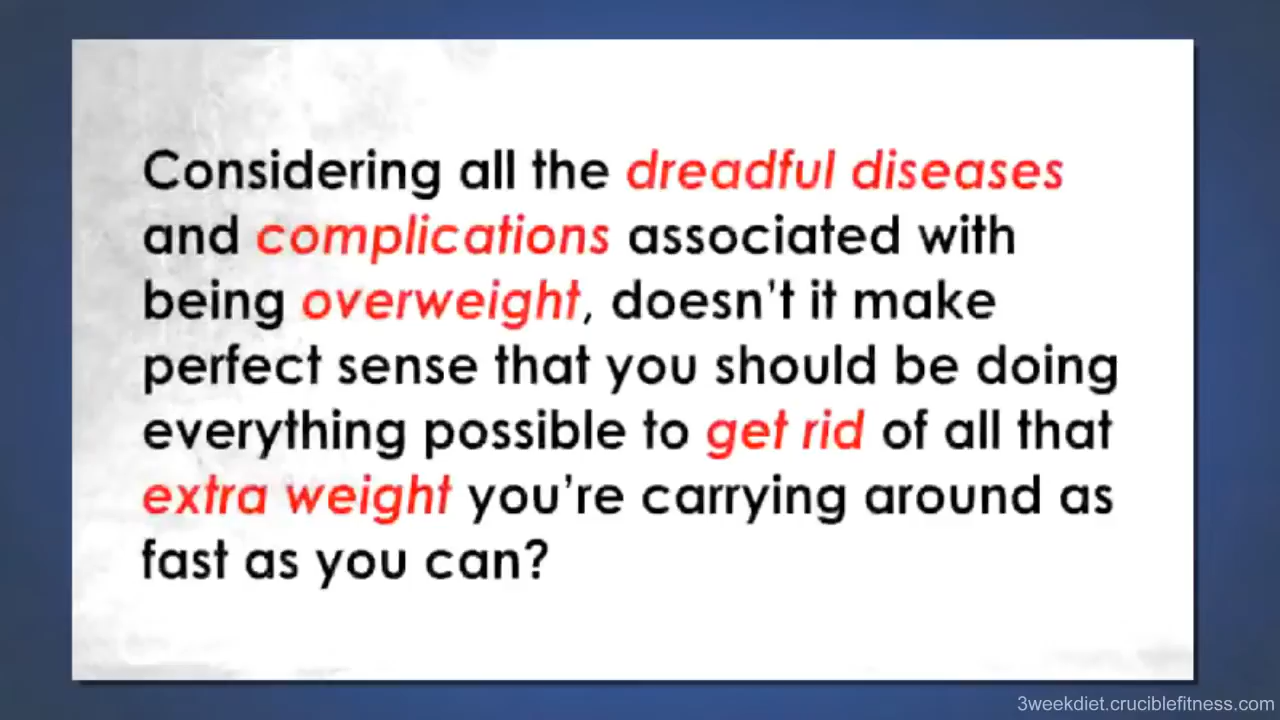 Considering all the dreadful diseases
and complications associated with
being overweight, doesn't it make
perfect sense that you should be doing
everything possible to get rid of all that
extra weight you're carrying around as
fast as you can?
3weekdiet.cruciblefitness.com